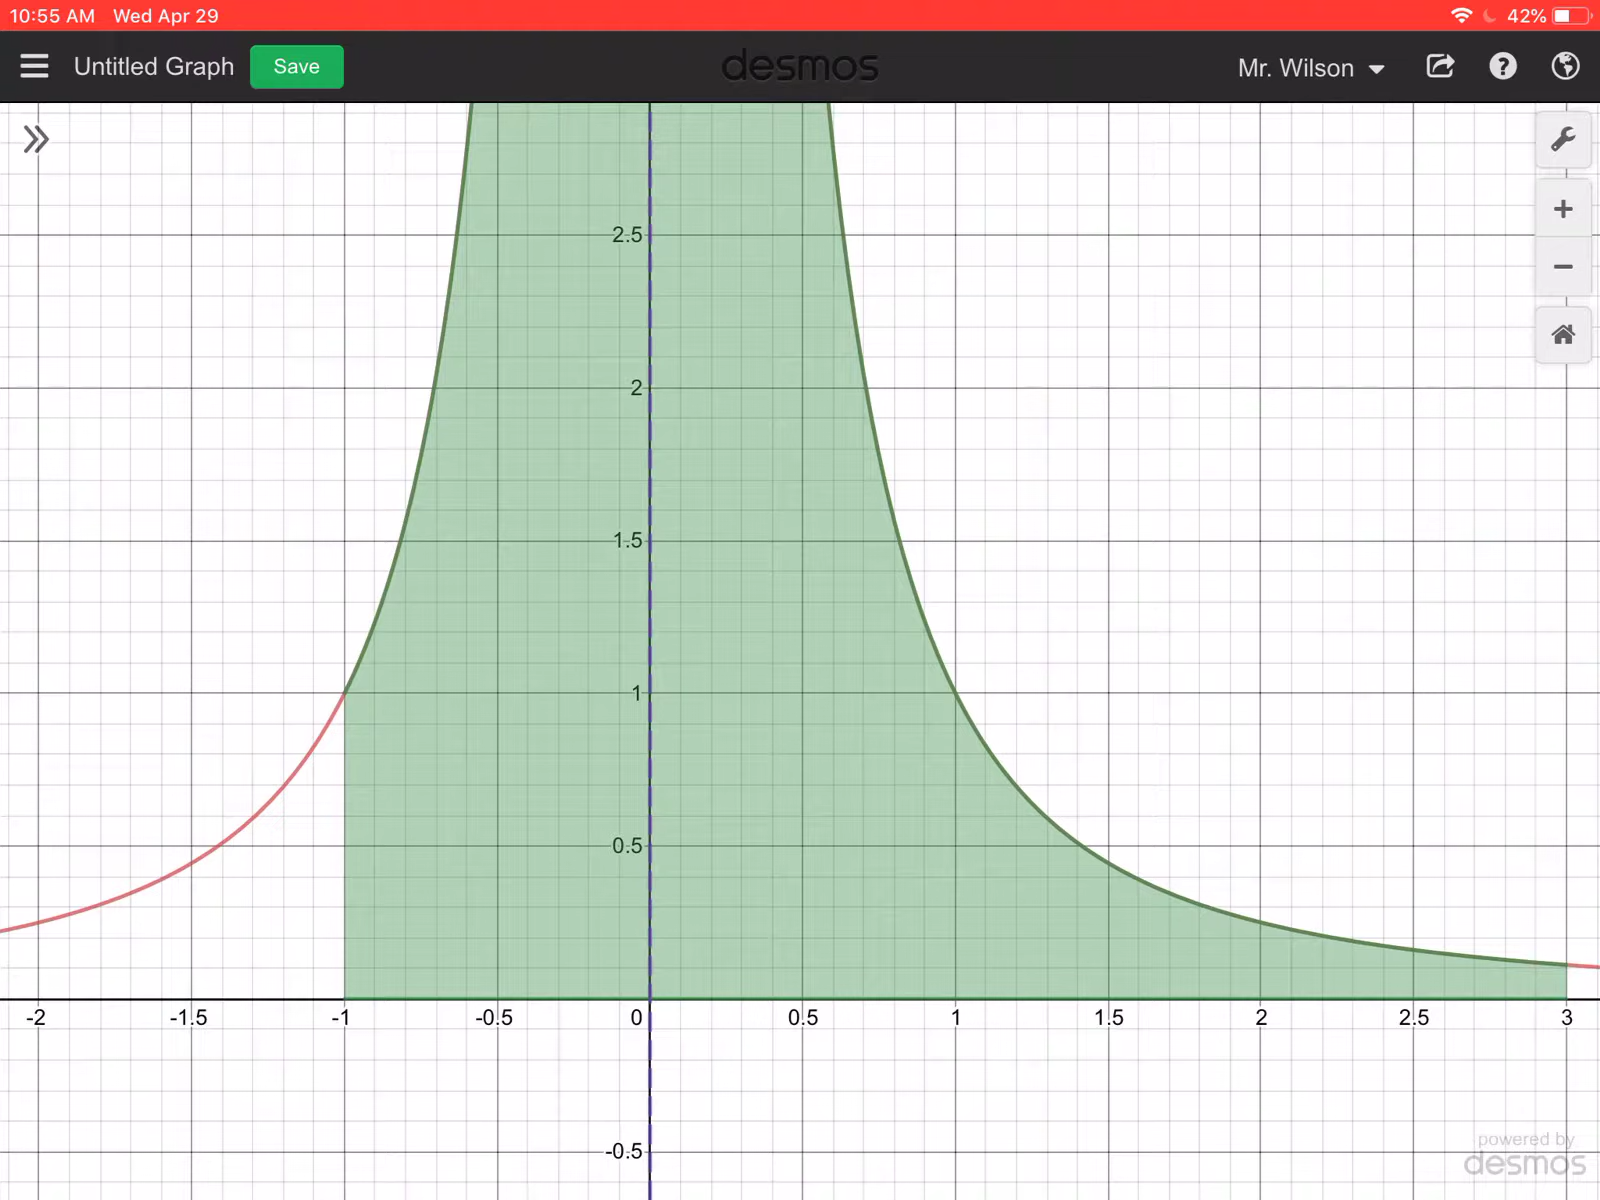 10:55 AM Wed Apr 29 42%
Untitled Graph Save desmos Mr. Wilson ?
2.5
2
1.5
1
0.5
-2 -1.5 -1 -0.5 0 0.5 1 1.5 2 2.5 3
-0.5
powered by
desmos